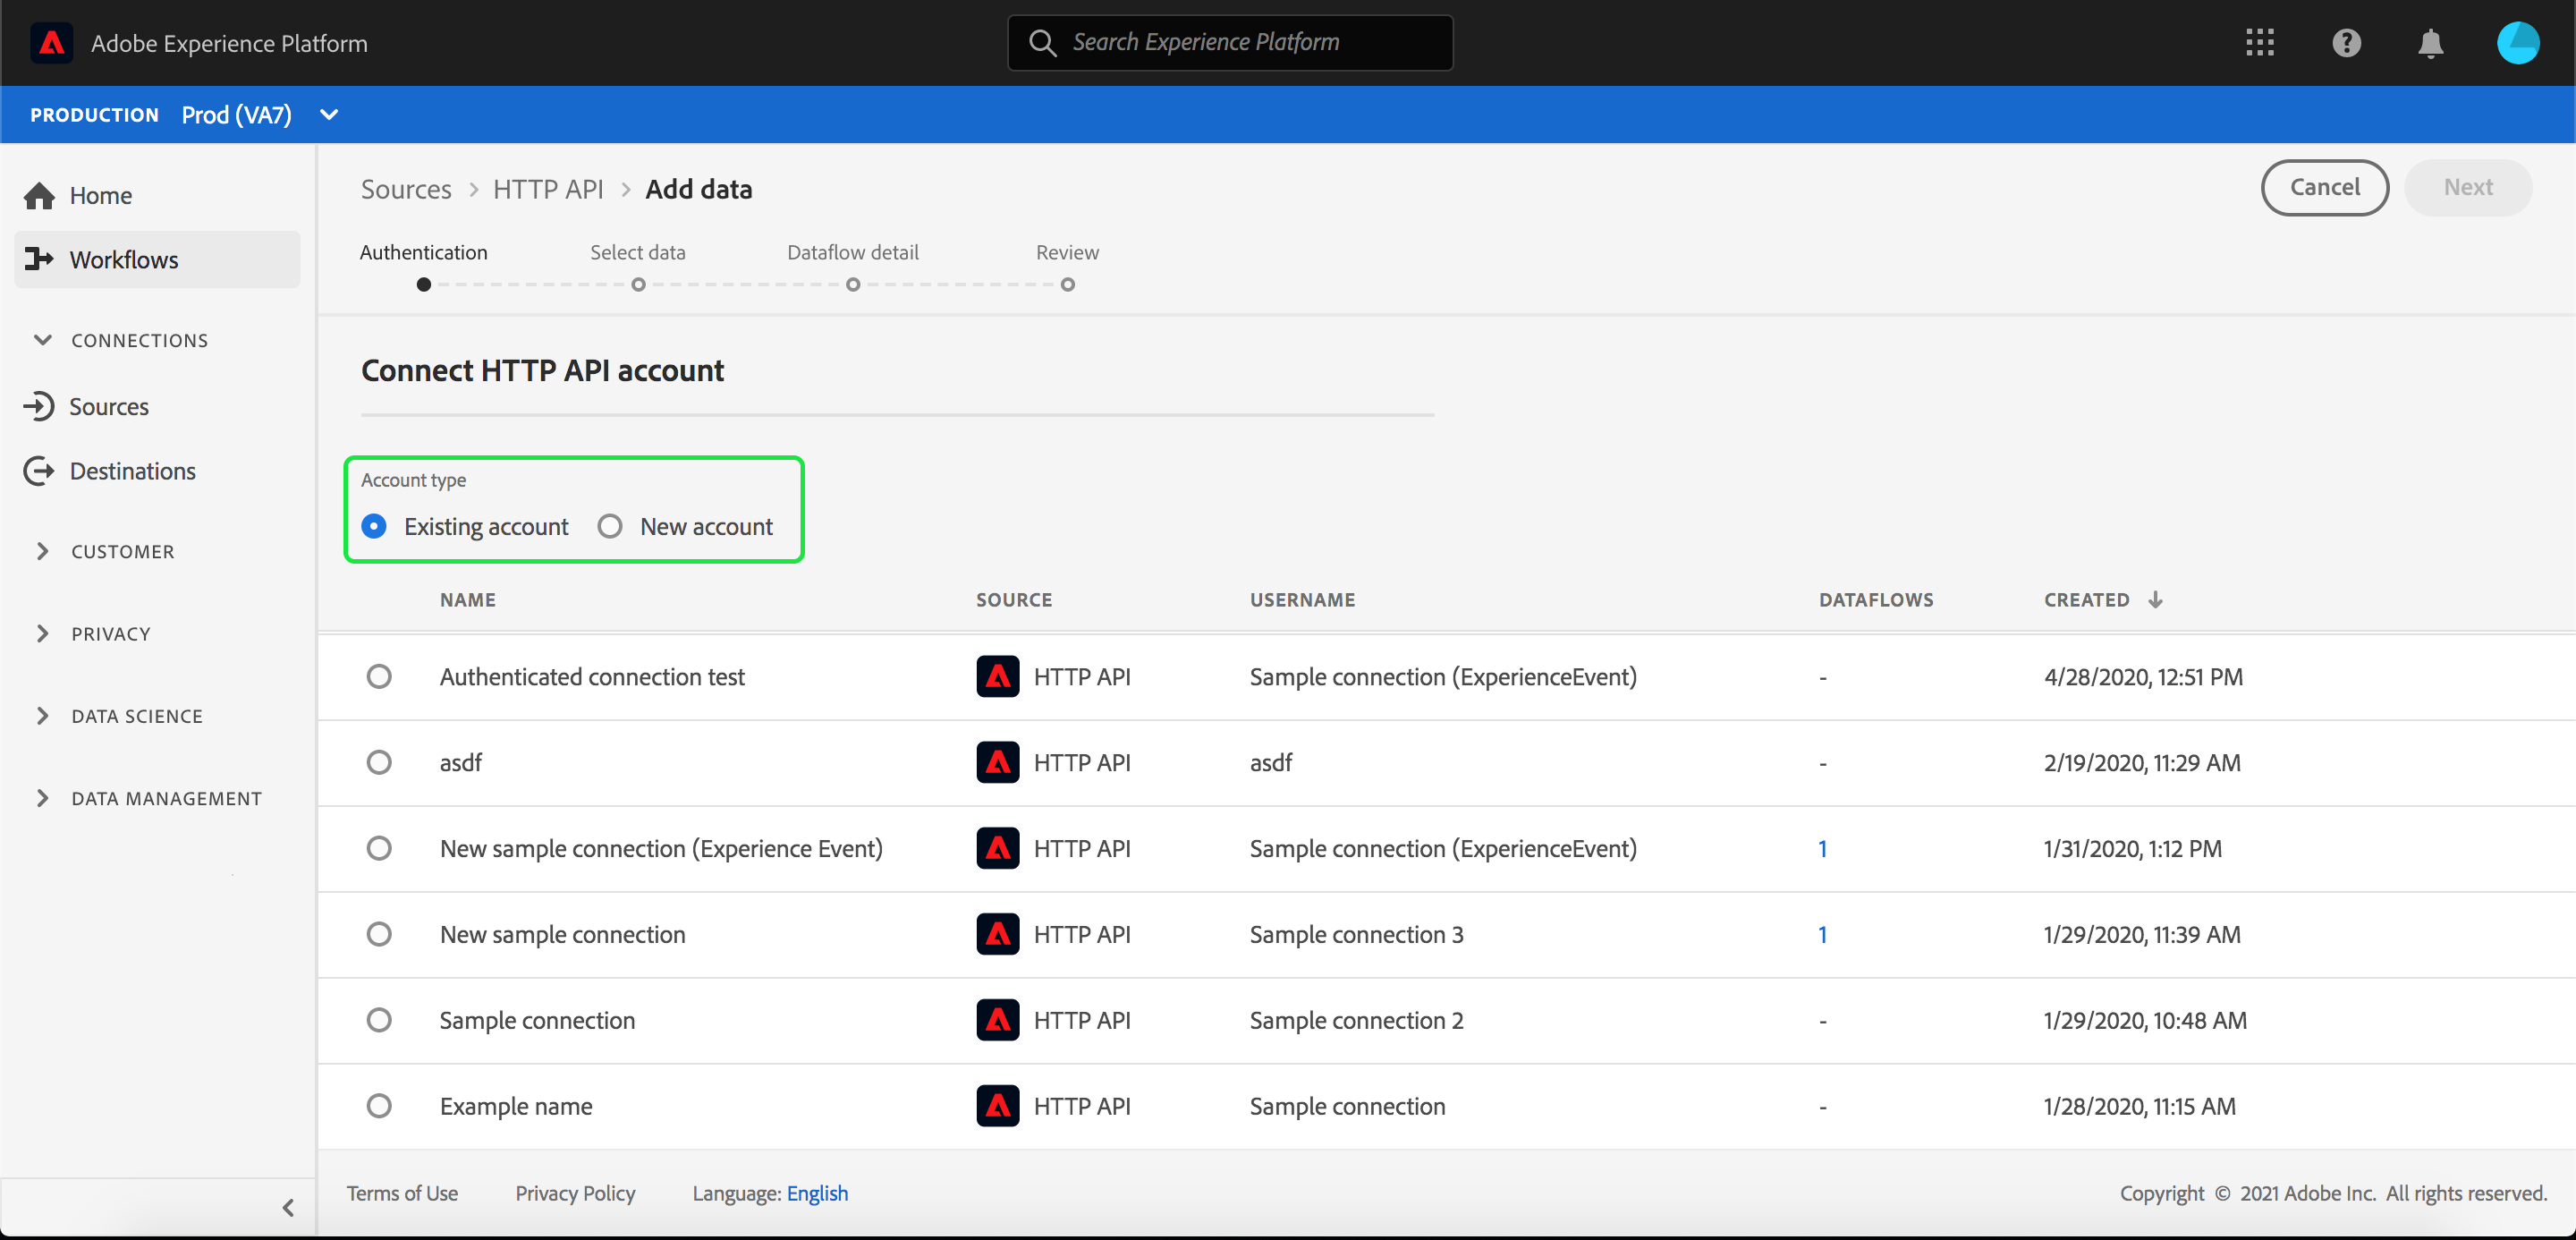 Adobe Experience Platform
Search Experience Platform
PRODUCTION Prod (VA7)
Home
Workflows
CONNECTIONS
Sources
Destinations
CUSTOMER
PRIVACY
DATA SCIENCE
DATA MANAGEMENT
Sources > HTTP API > Add data
Cancel Next
Authentication Select data Dataflow detail Review
Connect HTTP API account
Account type
Existing account New account
NAME SOURCE USERNAME DATAFLOWS CREATED ↓
Authenticated connection test HTTP API Sample connection (ExperienceEvent) - 4/28/2020, 12:51 PM
asdf HTTP API asdf - 2/19/2020, 11:29 AM
New sample connection (Experience Event) HTTP API Sample connection (ExperienceEvent) 1 1/31/2020, 1:12 PM
New sample connection HTTP API Sample connection 3 1 1/29/2020, 11:39 AM
Sample connection HTTP API Sample connection 2 - 1/29/2020, 10:48 AM
Example name HTTP API Sample connection - 1/28/2020, 11:15 AM
Terms of Use Privacy Policy Language: English Copyright © 2021 Adobe Inc. All rights reserved.